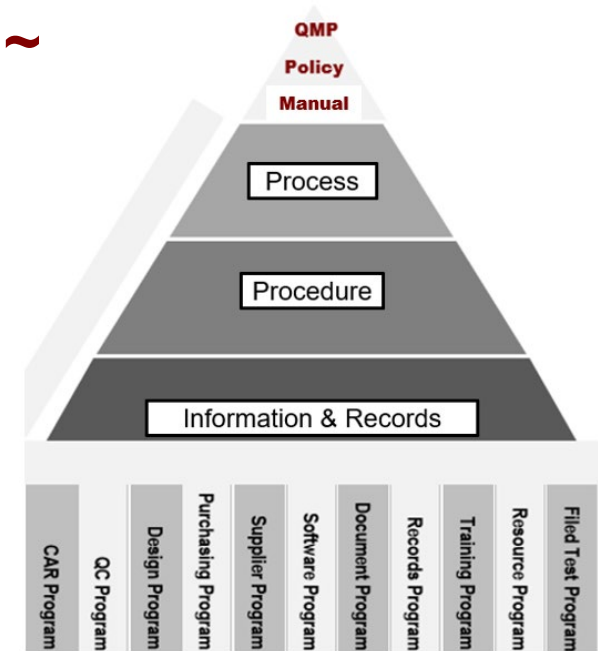 ~
QMP
Policy
Manual
Process
Procedure
Information & Records
CAR Program
QC Program
Design Program
Purchasing Program
Supplier Program
Software Program
Document Program
Records Program
Training Program
Resource Program
Filed Test Program